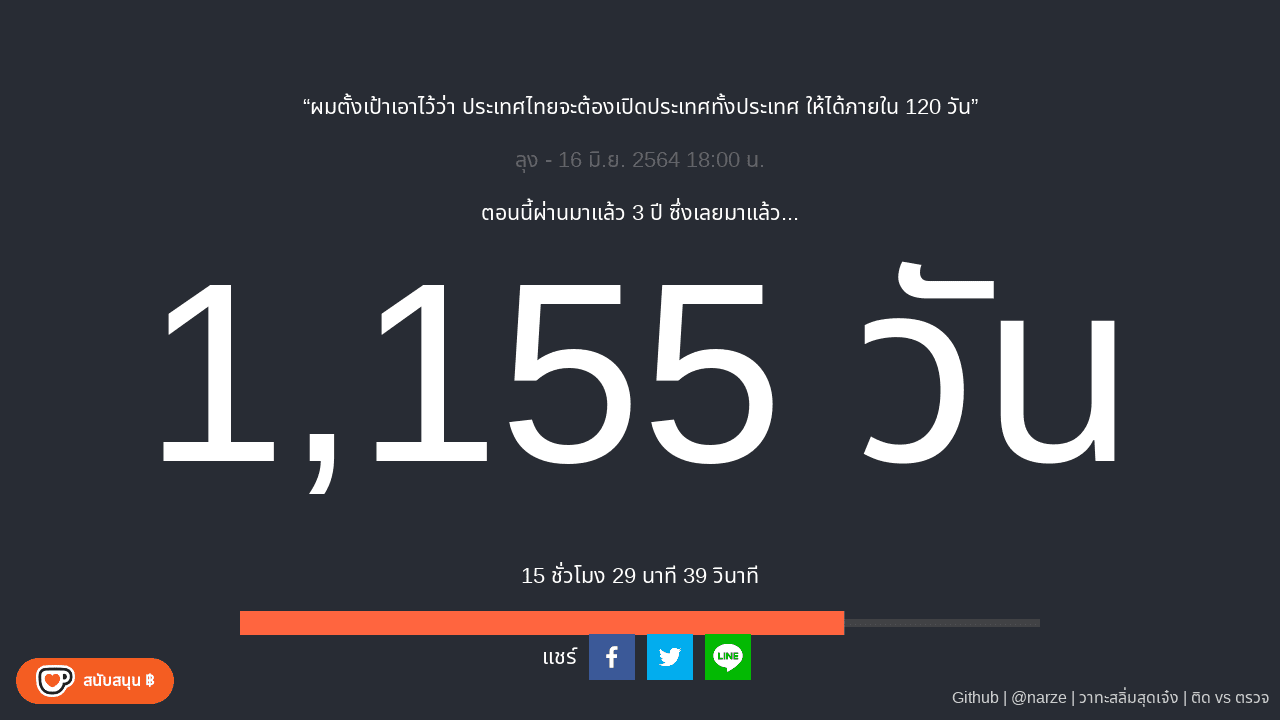 “ผมตั้งเป้าเอาไว้ว่า ประเทศไทยจะต้องเปิดประเทศทั้งประเทศ ให้ได้ภายใน 120 วัน”
ลุง - 16 มิ.ย. 2564 18:00 น.
ตอนนี้ผ่านมาแล้ว 3 ปี ซึ่งเลยมาแล้ว...
1,155 วัน
15 ชั่วโมง 29 นาที 39 วินาที
แชร์
LINE
สนับสนุน ฿
Github | @narze | วาทะสลิ่มสุดเจ๋ง | ติด vs ตรวจ